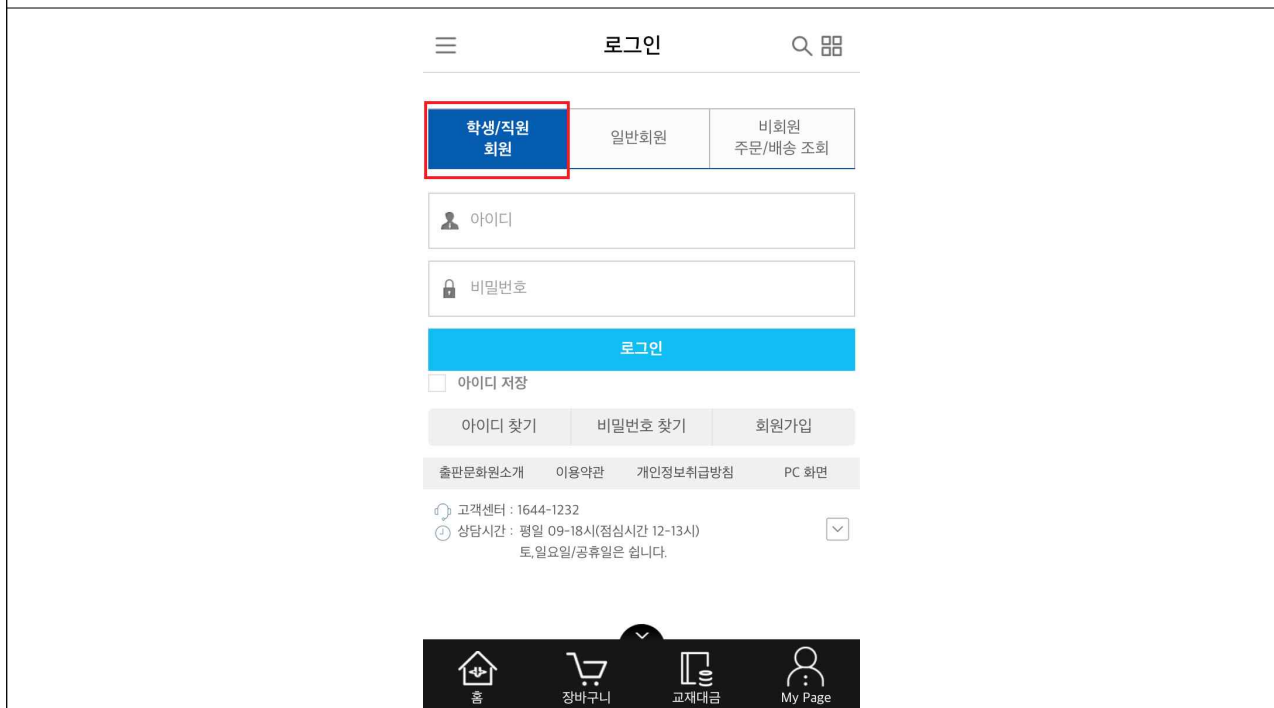 로그인
학생/직원
회원
일반회원
비회원
주문/배송 조회
아이디
비밀번호
로그인
아이디 저장
아이디 찾기 비밀번호 찾기 회원가입
출판문화원소개 이용약관 개인정보취급방침 PC 화면
고객센터 : 1644-1232
상담시간 : 평일 09-18시(점심시간 12-13시)
토,일요일/공휴일은 쉽니다.
홈 장바구니 교재대금 My Page